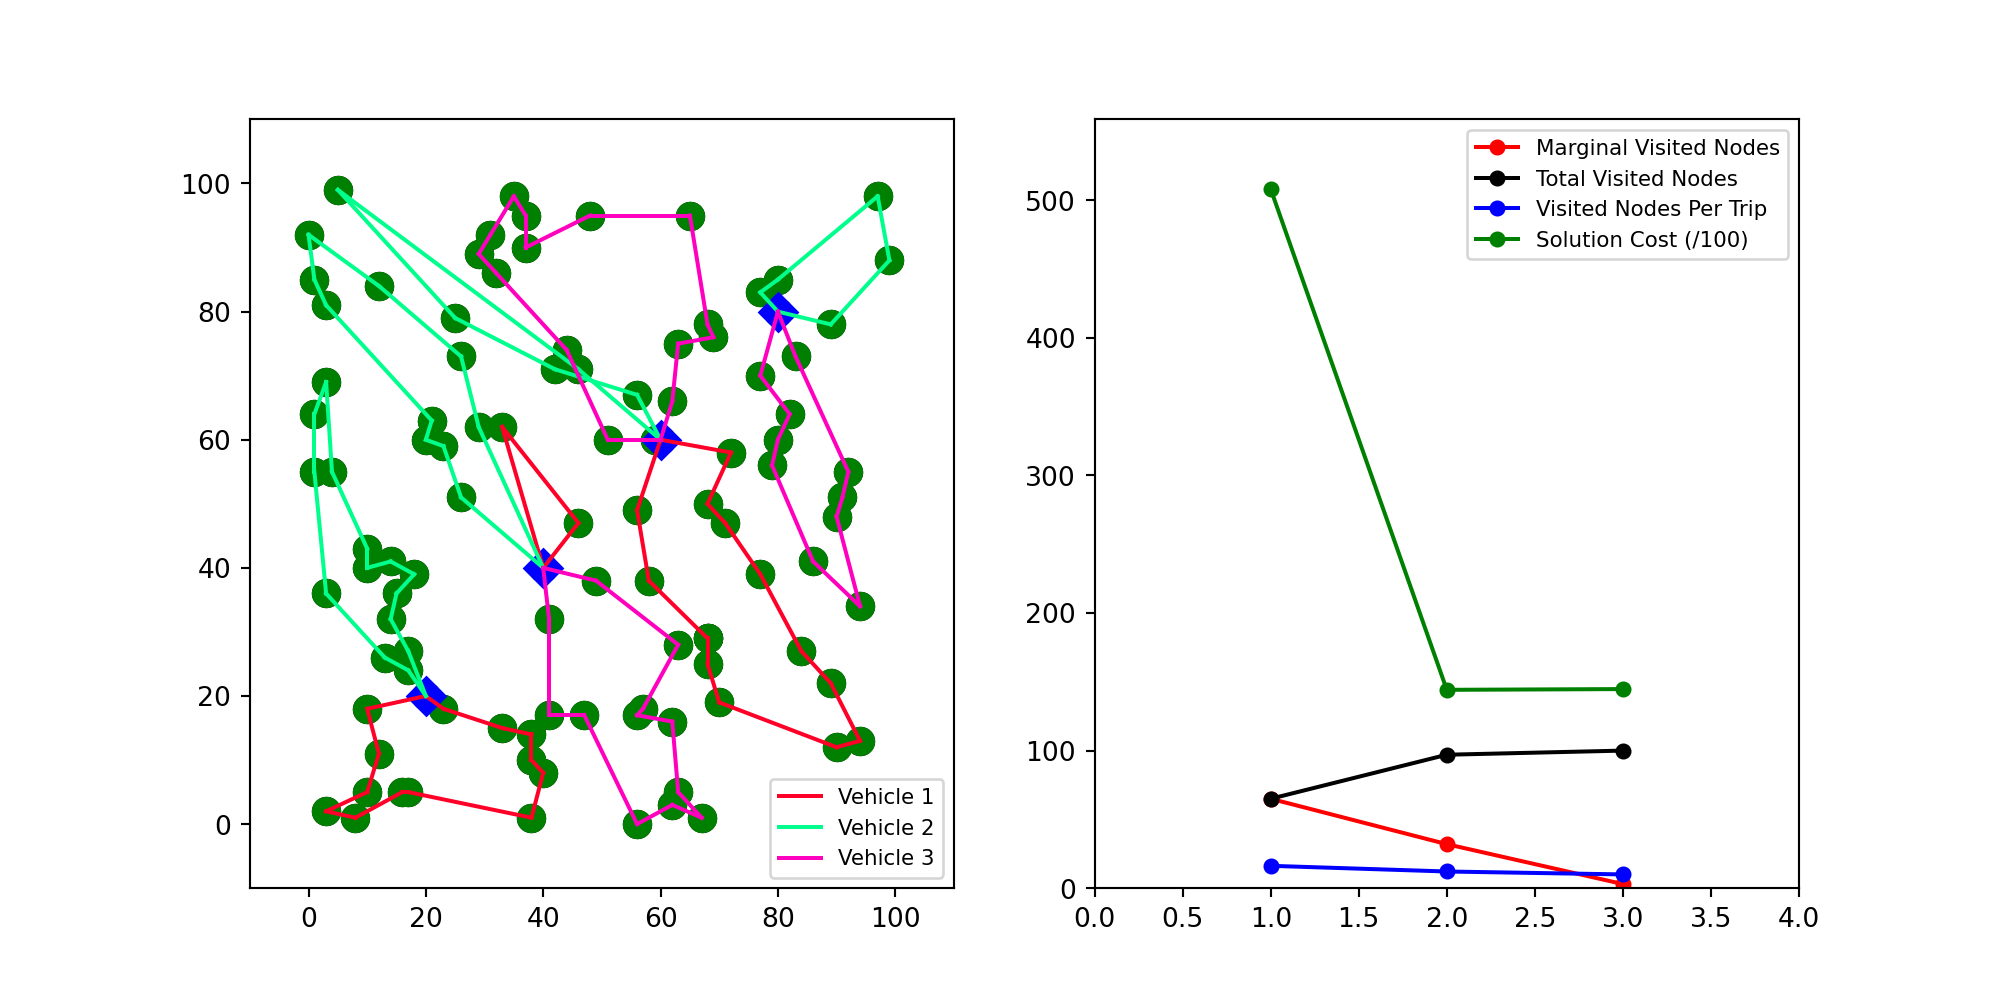 100
80
60
40
20
0
0 20 40 60 80 100
Vehicle 1
Vehicle 2
Vehicle 3
500
400
300
200
100
0
0.0 0.5 1.0 1.5 2.0 2.5 3.0 3.5 4.0
Marginal Visited Nodes
Total Visited Nodes
Visited Nodes Per Trip
Solution Cost (/100)